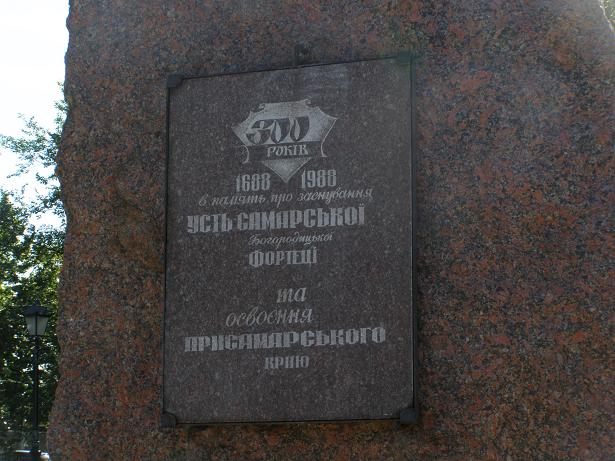 300
РОКІВ
1688 1988
в память про заснування
УСТЬ САМАРСЬКОЇ
Богородицької
ФОРТЕЦІ
та
освоєння
ПРИСАМАРСЬКОГО
КРАЮ